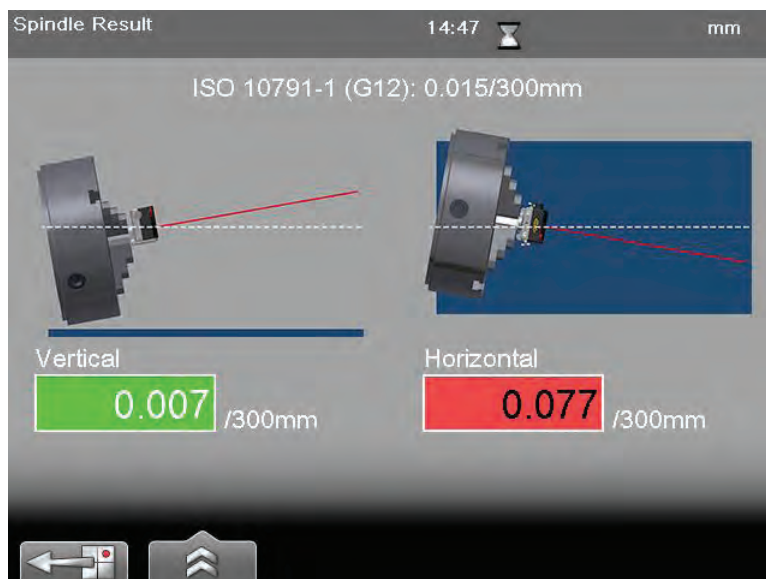 Spindle Result 14:47 mm
ISO 10791-1 (G12): 0.015/300mm
Vertical
0.007 /300mm
Horizontal
0.077 /300mm